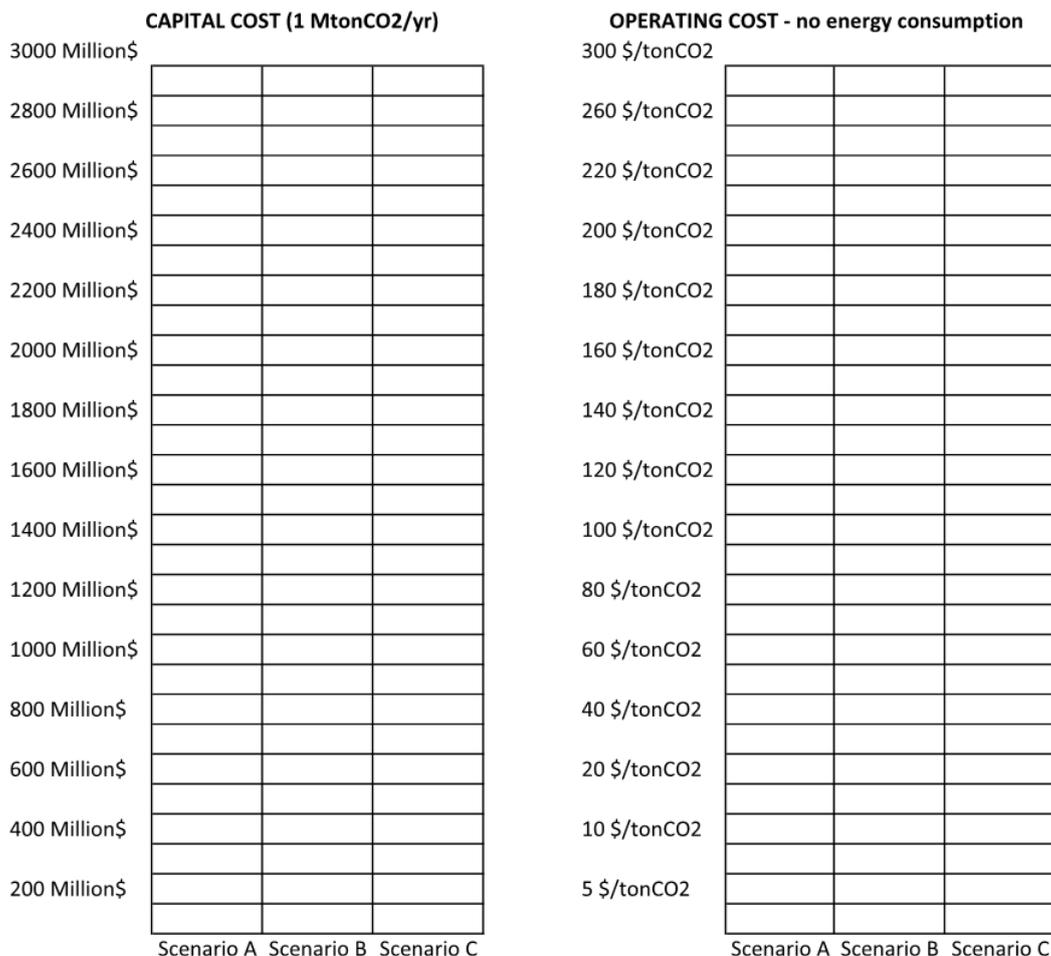 CAPITAL COST (1 MtonCO2/yr)
3000 Million$
2800 Million$
2600 Million$
2400 Million$
2200 Million$
2000 Million$
1800 Million$
1600 Million$
1400 Million$
1200 Million$
1000 Million$
800 Million$
600 Million$
400 Million$
200 Million$
Scenario A Scenario B Scenario C
OPERATING COST - no energy consumption
300 $/tonCO2
260 $/tonCO2
220 $/tonCO2
200 $/tonCO2
180 $/tonCO2
160 $/tonCO2
140 $/tonCO2
120 $/tonCO2
100 $/tonCO2
80 $/tonCO2
60 $/tonCO2
40 $/tonCO2
20 $/tonCO2
10 $/tonCO2
5 $/tonCO2
Scenario A Scenario B Scenario C